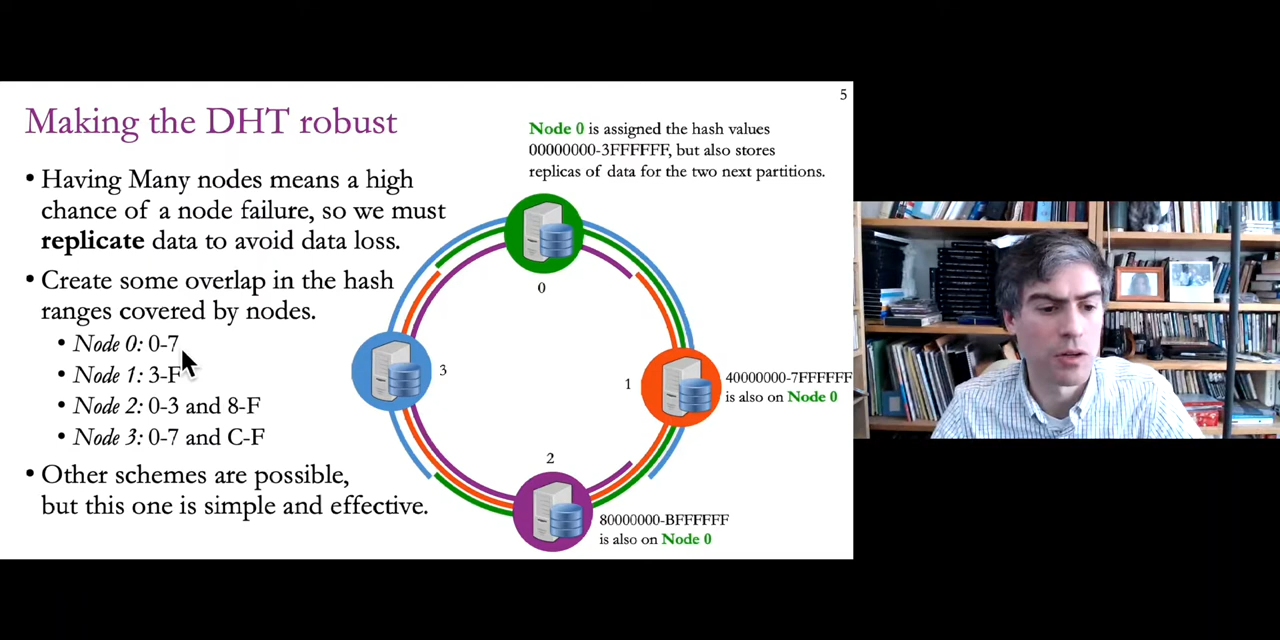 5
Making the DHT robust
• Having Many nodes means a high
chance of a node failure, so we must
replicate data to avoid data loss.
• Create some overlap in the hash
ranges covered by nodes.
• Node 0: 0-7
• Node 1: 3-F
• Node 2: 0-3 and 8-F
• Node 3: 0-7 and C-F
• Other schemes are possible,
but this one is simple and effective.
Node 0 is assigned the hash values
00000000-3FFFFFF, but also stores
replicas of data for the two next partitions.
0
3
1
40000000-7FFFFFF
is also on Node 0
2
80000000-BFFFFFF
is also on Node 0